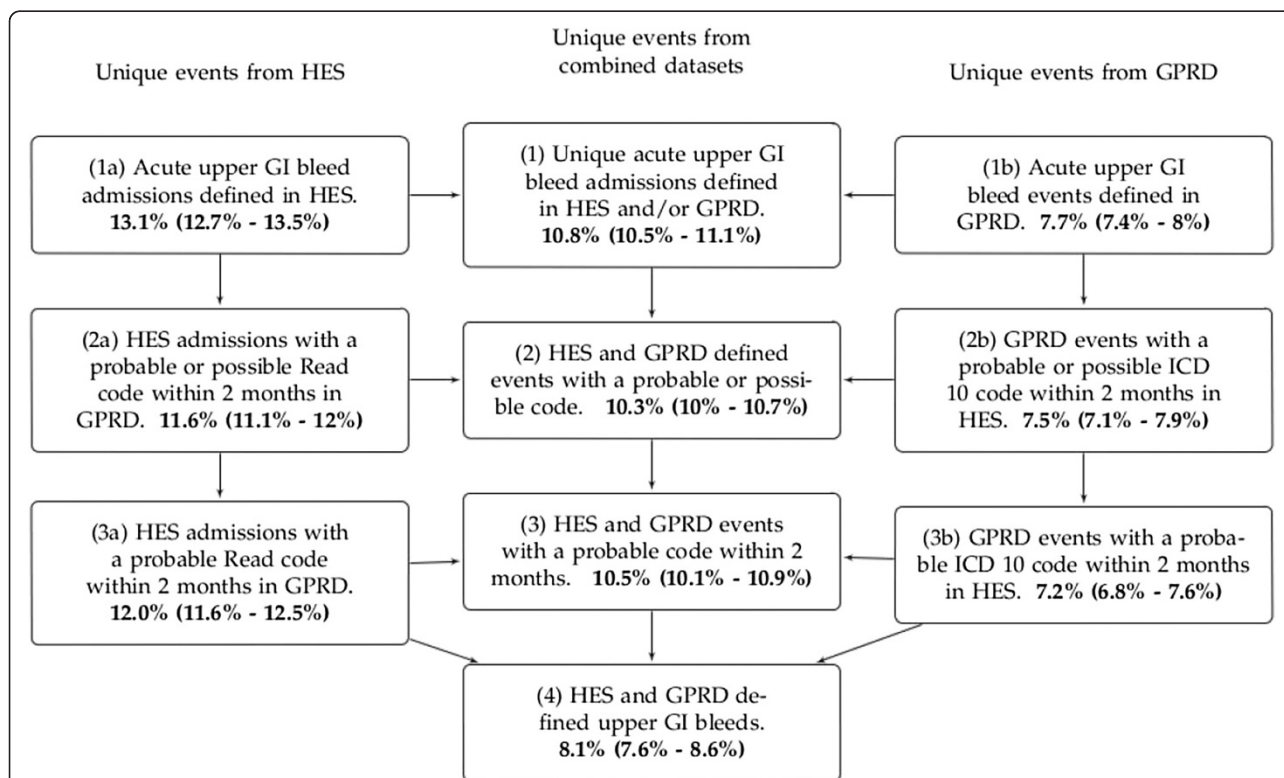 Unique events from HES
Unique events from
combined datasets
Unique events from GPRD
(1a) Acute upper GI bleed
admissions defined in HES.
13.1% (12.7% - 13.5%)
(1) Unique acute upper GI
bleed admissions defined
in HES and/or GPRD.
10.8% (10.5% - 11.1%)
(1b) Acute upper GI
bleed events defined in
GPRD. 7.7% (7.4% - 8%)
(2a) HES admissions with a
probable or possible Read
code within 2 months in
GPRD. 11.6% (11.1% - 12%)
(2) HES and GPRD defined
events with a probable or possi-
ble code. 10.3% (10% - 10.7%)
(2b) GPRD events with a
probable or possible ICD
10 code within 2 months in
HES. 7.5% (7.1% - 7.9%)
(3a) HES admissions with
a probable Read code
within 2 months in GPRD.
12.0% (11.6% - 12.5%)
(3) HES and GPRD events
with a probable code within 2
months. 10.5% (10.1% - 10.9%)
(3b) GPRD events with a proba-
ble ICD 10 code within 2 months
in HES. 7.2% (6.8% - 7.6%)
(4) HES and GPRD de-
fined upper GI bleeds.
8.1% (7.6% - 8.6%)